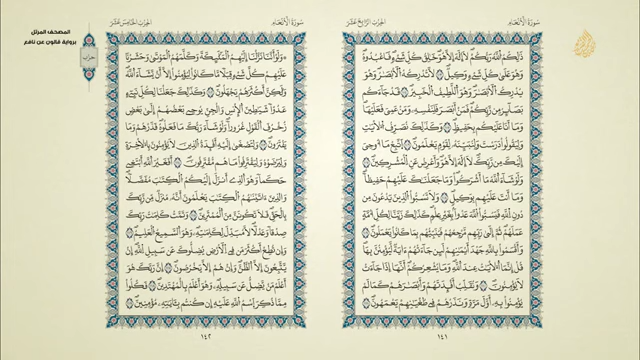 المصحف المرتل
برواية قالون عن نافع
حزاب
الجزء الرابع عشر
سورة الأنعام
ذلكم الله ربكم لا إله إلا هو خالق كل شيء فاعبدوه
وهو على كل شيء وكيل لا تدركه الأبصار وهو
يدرك الأبصار وهو اللطيف الخبير قد جاءكم
بصائر من ربكم فمن أبصر فلنفسه ومن عمي فعليها
وما أنا عليكم بحفيظ وكذلك نصرف الآيات
وليقولوا درست ولنبينه لقوم يعلمون اتبع ما أوحي
إليك من ربك لا إله إلا هو وأعرض عن المشركين
ولو شاء الله ما أشركوا وما جعلناك عليهم حفيظا
وما أنت عليهم بوكيل ولا تسبوا الذين يدعون من
دون الله فيسبوا الله عدوا بغير علم كذلك زينا لكل أمة
عملهم ثم إلى ربهم مرجعهم فينبئهم بما كانوا يعملون
وأقسموا بالله جهد أيمانهم لئن جاءتهم آية ليؤمنن بها
قل إنما الآيات عند الله وما يشعركم أنها إذا جاءت
لا يؤمنون ونقلب أفئدتهم وأبصارهم كما لم
يؤمنوا به أول مرة ونذرهم في طغيانهم يعمهون
١٤١
الجزء الخامس عشر
سورة الأنعام
ولو أننا نزلنا إليهم الملائكة وكلمهم الموتى وحشرنا
عليهم كل شيء قبلا ما كانوا ليؤمنوا إلا أن يشاء الله
ولكن أكثرهم يجهلون وكذلك جعلنا لكل نبيء
عدوا شياطين الإنس والجن يوحي بعضهم إلى بعض
زخرف القول غرورا ولو شاء ربك ما فعلوه فذرهم وما
يفترون ولتصغى إليه أفئدة الذين لا يؤمنون بالآخرة
وليرضوه وليقترفوا ما هم مقترفون أفغير الله أبتغي
حكما وهو الذي أنزل إليكم الكتاب مفصلا
والذين آتيناهم الكتاب يعلمون أنه منزل من ربك
بالحق فلا تكونن من الممترين وتمت كلمات ربك
صدقا وعدلا لا مبدل لكلماته وهو السميع العليم
وإن تطع أكثر من في الأرض يضلوك عن سبيل الله إن
يتبعون إلا الظن وإن هم إلا يخرصون إن ربك هو
أعلم من يضل عن سبيله وهو أعلم بالمهتدين فكلوا
مما ذكر اسم الله عليه إن كنتم بآياته مؤمنين
١٤٢